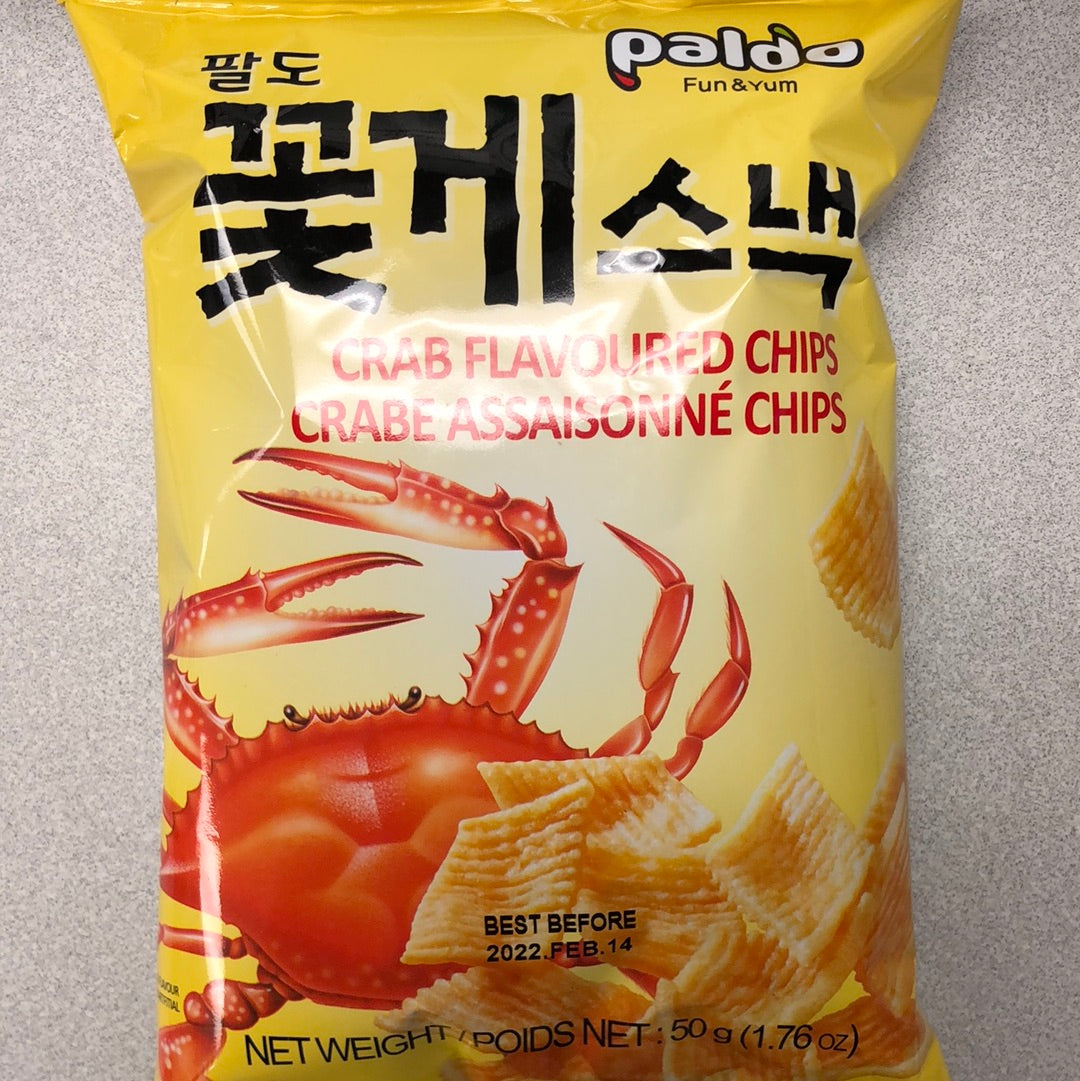 paldo
Fun & Yum
팔도
꽃게스낵
CRAB FLAVOURED CHIPS
CRABE ASSAISONNÉ CHIPS
BEST BEFORE
2022.FEB.14
NET WEIGHT / POIDS NET : 50 g (1.76 oz)